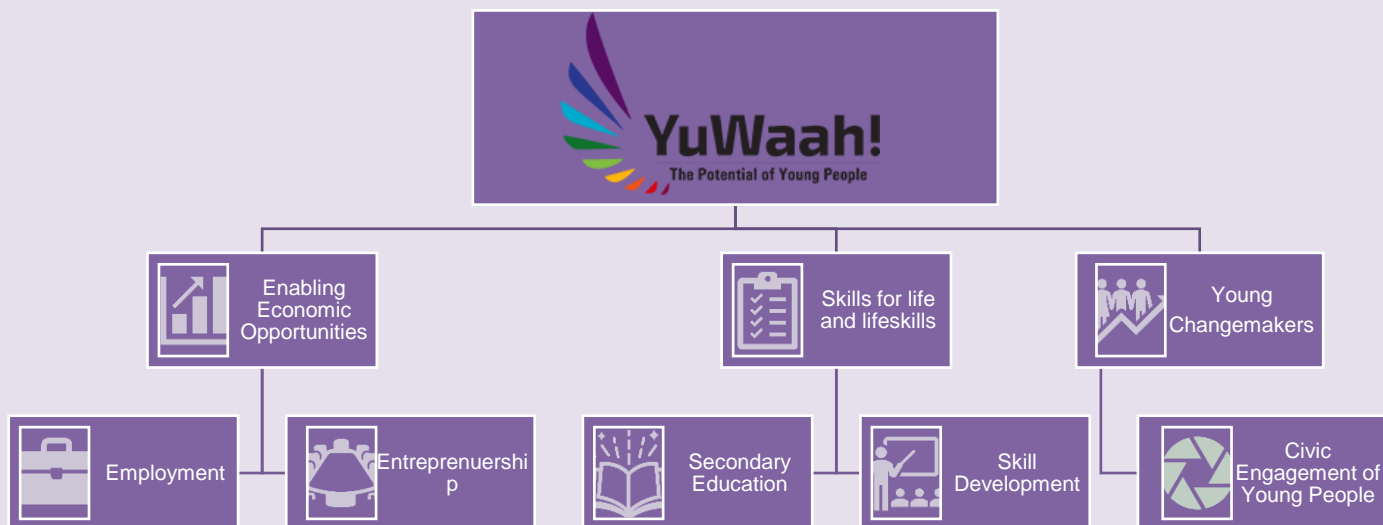 YuWaah!
The Potential of Young People
Enabling
Economic
Opportunities
Skills for life
and lifeskills
Young
Changemakers
Employment
Entreprenuershi
p
Secondary
Education
Skill
Development
Civic
Engagement of
Young People